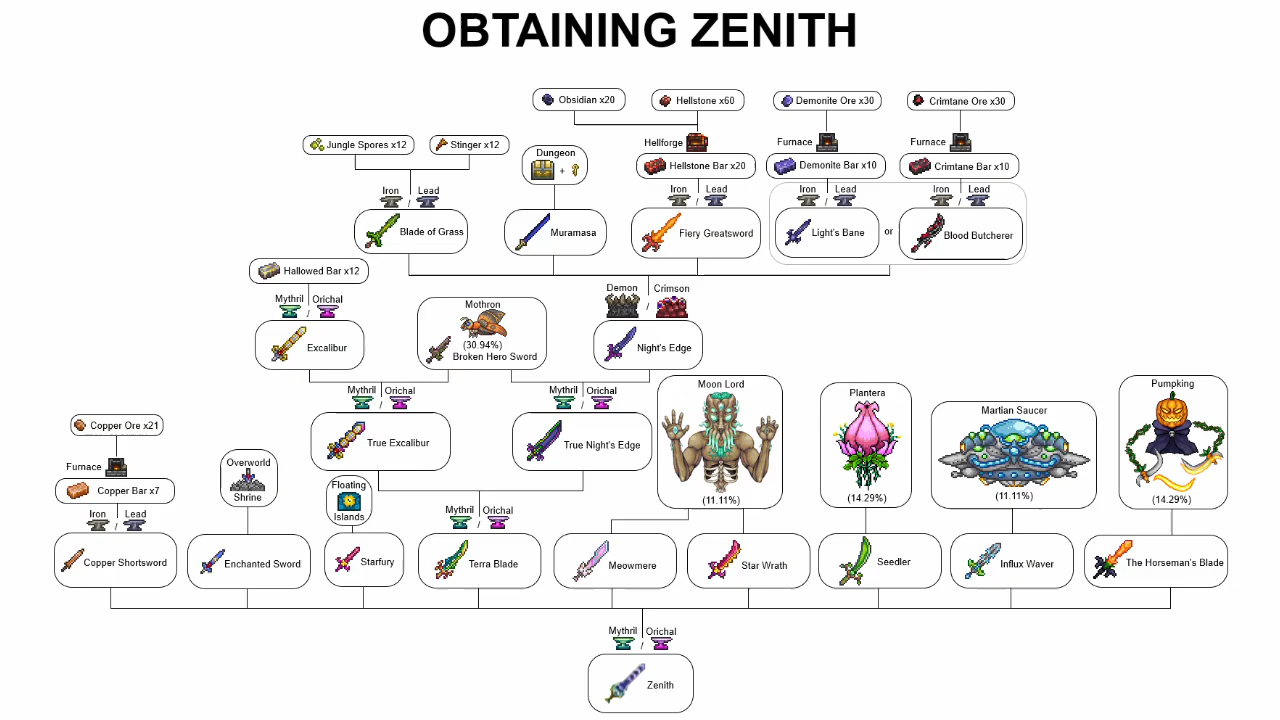 OBTAINING ZENITH
Obsidian x20
Hellstone x60
Demonite Ore x30
Crimtane Ore x30
Jungle Spores x12
Stinger x12
Dungeon
+
Hellforge
Furnace
Furnace
Hellstone Bar x20
Demonite Bar x10
Crimtane Bar x10
Iron / Lead
Iron / Lead
Iron / Lead
Iron / Lead
Blade of Grass
Muramasa
Fiery Greatsword
Light's Bane
or
Blood Butcherer
Hallowed Bar x12
Mythril / Orichal
Mothron
(30.94%)
Broken Hero Sword
Demon / Crimson
Excalibur
Night's Edge
Mythril / Orichal
Mythril / Orichal
True Excalibur
True Night's Edge
Moon Lord
(11.11%)
Plantera
(14.29%)
Martian Saucer
(11.11%)
Pumpking
(14.29%)
Copper Ore x21
Furnace
Copper Bar x7
Iron / Lead
Overworld
Shrine
Floating
Islands
Mythril / Orichal
Copper Shortsword
Enchanted Sword
Starfury
Terra Blade
Meowmere
Star Wrath
Seedler
Influx Waver
The Horseman's Blade
Mythril / Orichal
Zenith